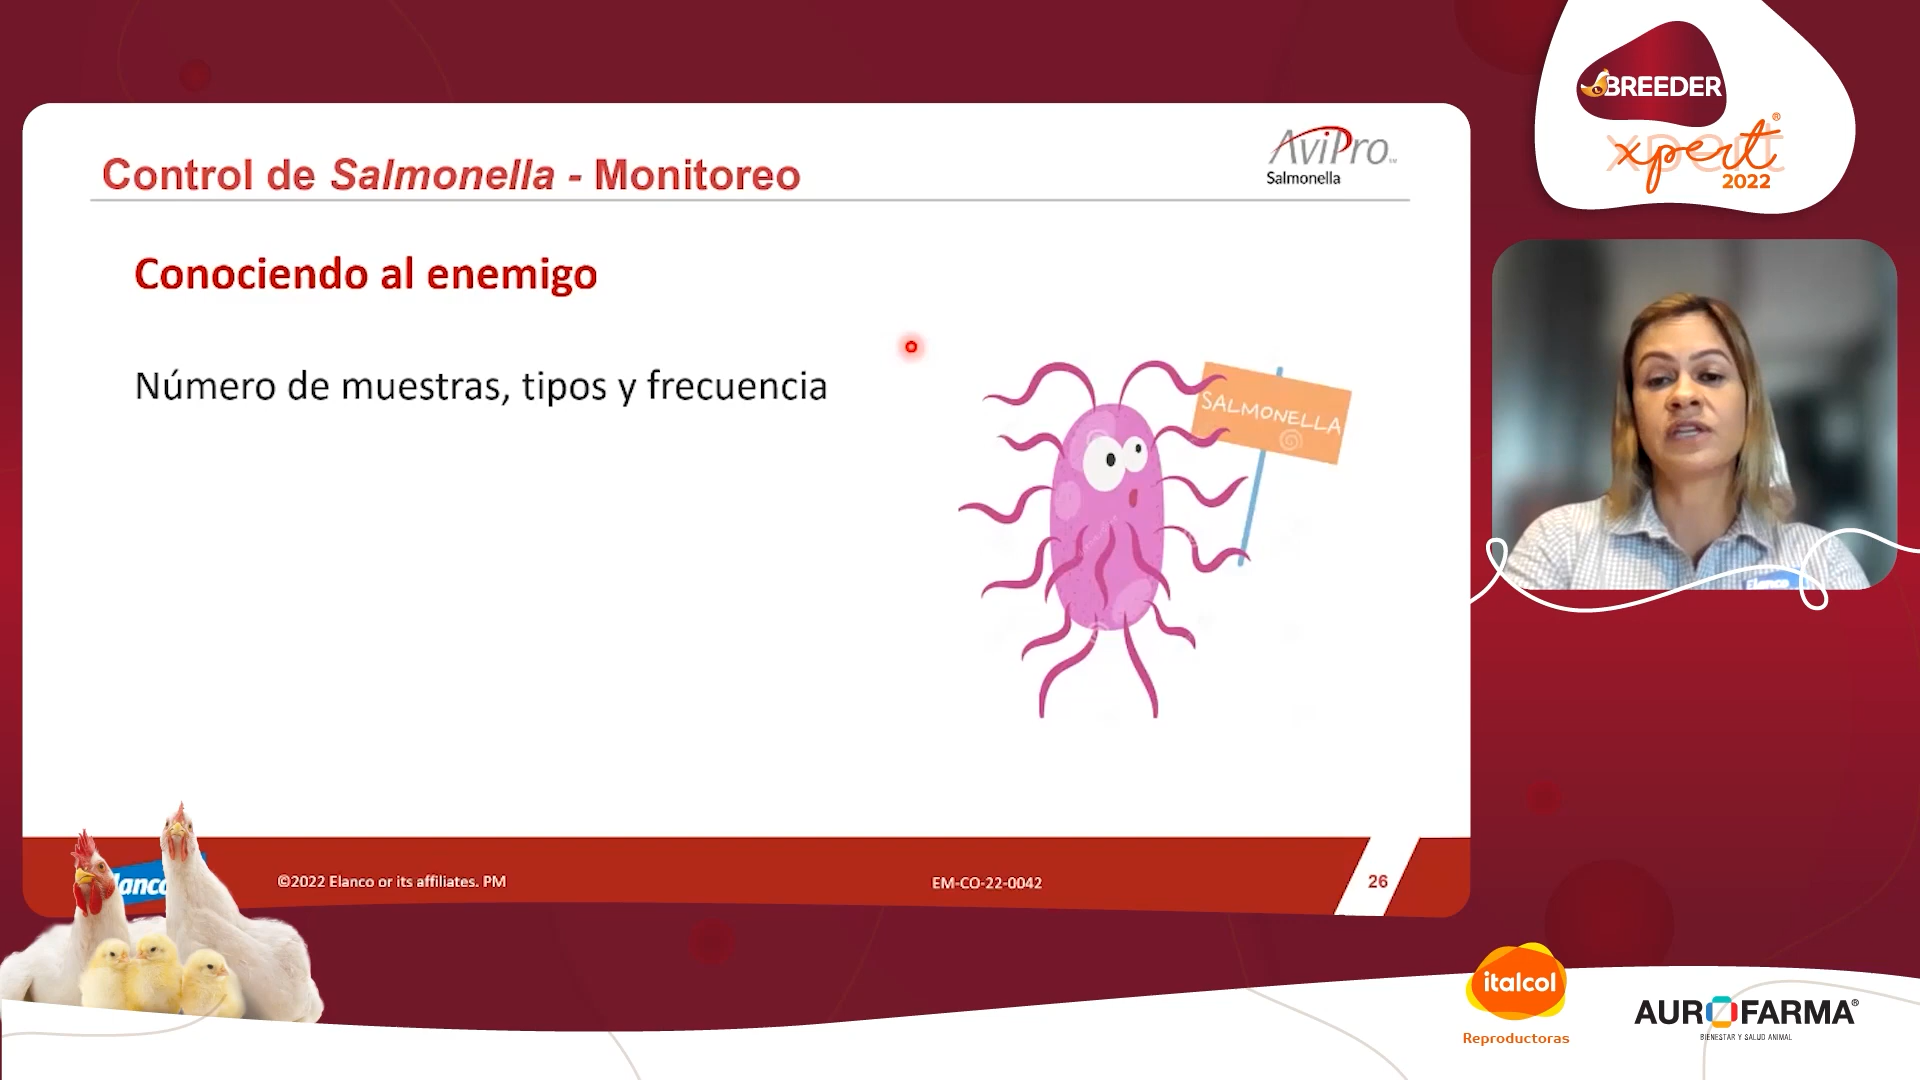 Control de Salmonella - Monitoreo
AviPro
Salmonella
Conociendo al enemigo
Número de muestras, tipos y frecuencia
SALMONELLA
©2022 Elanco or its affiliates. PM
EM-CO-22-0042
26
BREEDER
xpert®
2022
Elanco
italcol
Reproductoras
AUROFARMA®
BIENESTAR Y SALUD ANIMAL